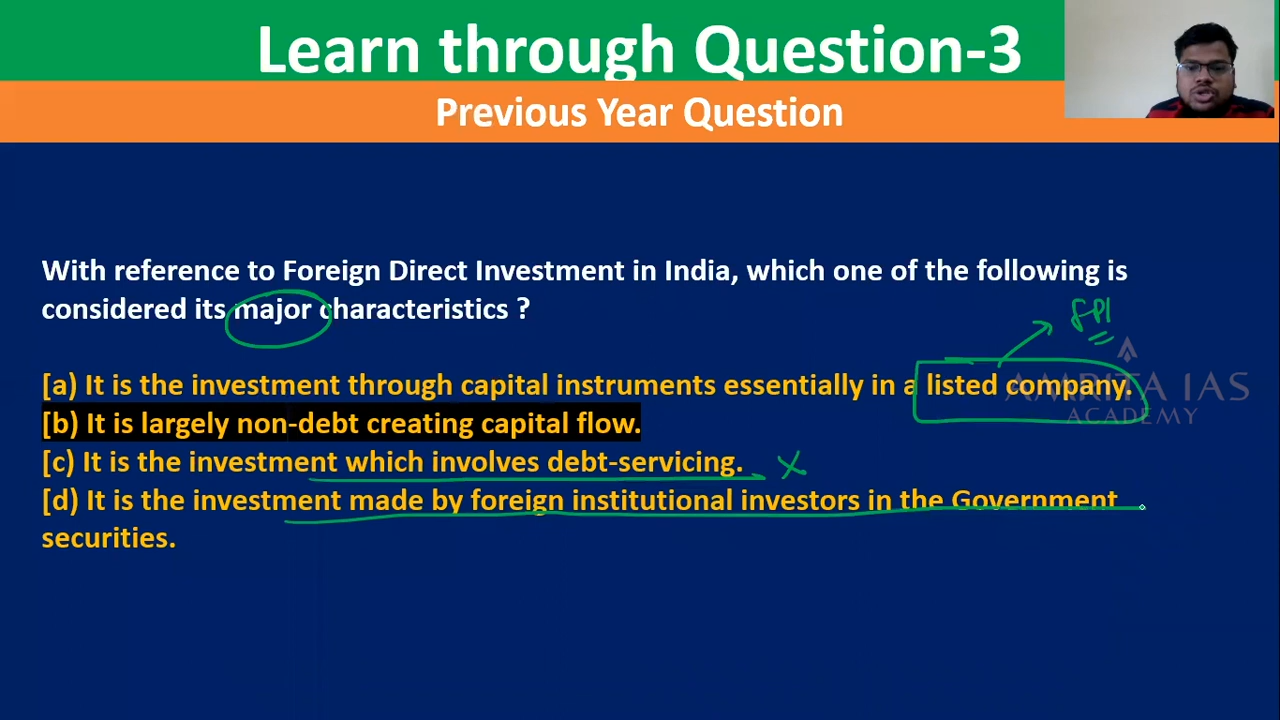 Learn through Question-3
Previous Year Question
With reference to Foreign Direct Investment in India, which one of the following is
considered its major characteristics ?
FPI
[a) It is the investment through capital instruments essentially in a listed company.
[b) It is largely non-debt creating capital flow.
[c) It is the investment which involves debt-servicing. X
[d) It is the investment made by foreign institutional investors in the Government
securities.
AMRITA IAS
ACADEMY